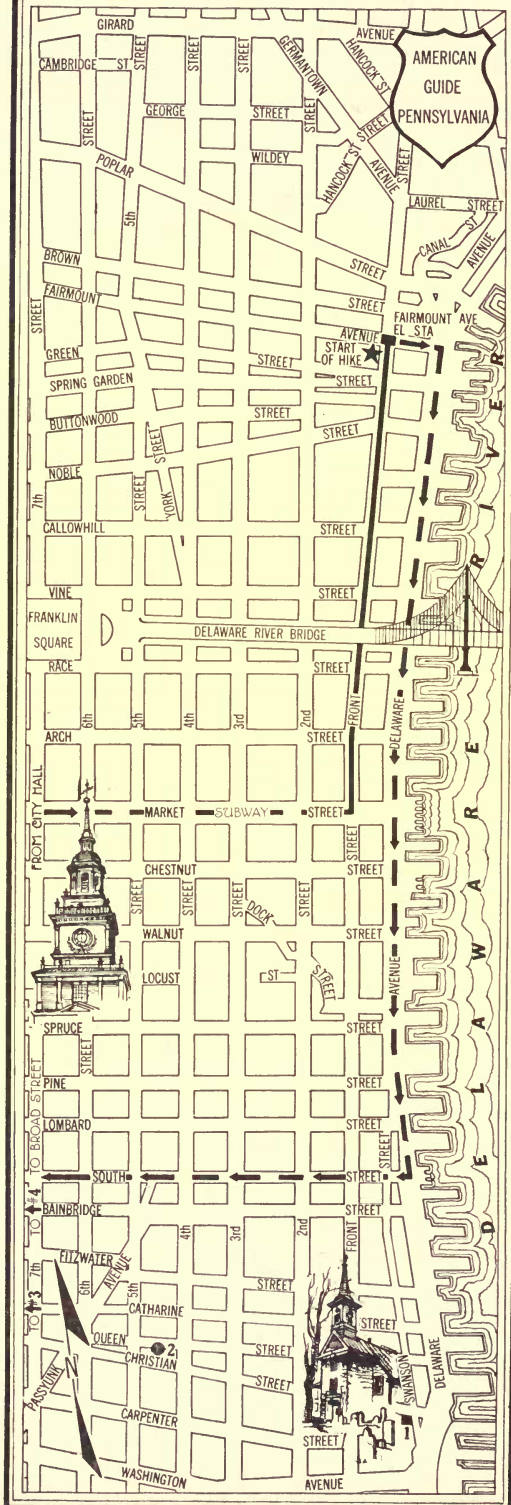 AMERICAN
GUIDE
PENNSYLVANIA
GIRARD
AVENUE
STREET
STREET
STREET
GERMANTOWN
HANCOCK ST
CAMBRIDGE ST
STREET
GEORGE
STREET
STREET
STREET
STREET
WILDEY
HANCOCK ST
AVENUE
POPLAR
5th
LAUREL STREET
CANAL ST
AVENUE
BROWN
STREET
FAIRMOUNT
STREET
FAIRMOUNT AVE
EL STA
STREET
AVENUE
START
OF HIKE
GREEN
STREET
SPRING GARDEN
STREET
STREET
BUTTONWOOD
STREET
STREET
NOBLE
STREET
YORK
7th
CALLOWHILL
STREET
VINE
STREET
FRANKLIN
SQUARE
DELAWARE RIVER BRIDGE
RACE
STREET
6th
5th
4th
3rd
2nd
FRONT
DELAWARE
ARCH
STREET
FROM CITY HALL
MARKET
SUBWAY
STREET
STREET
CHESTNUT
STREET
STREET
STREET
STREET
DOCK
WALNUT
STREET
AVENUE
LOCUST
ST
STREET
SPRUCE
STREET
STREET
PINE
STREET
LOMBARD
STREET
STREET
TO BROAD STREET
SOUTH
STREET
TO #4
BAINBRIDGE
STREET
4th
3rd
2nd
FRONT
7th
FITZWATER
6th
AVENUE
5th
STREET
TO #3
CATHARINE
STREET
QUEEN
2
STREET
CHRISTIAN
STREET
PASSYUNK
N
SWANSON
DELAWARE
1
CARPENTER
STREET
WASHINGTON
AVENUE
DELAWARE RIVER